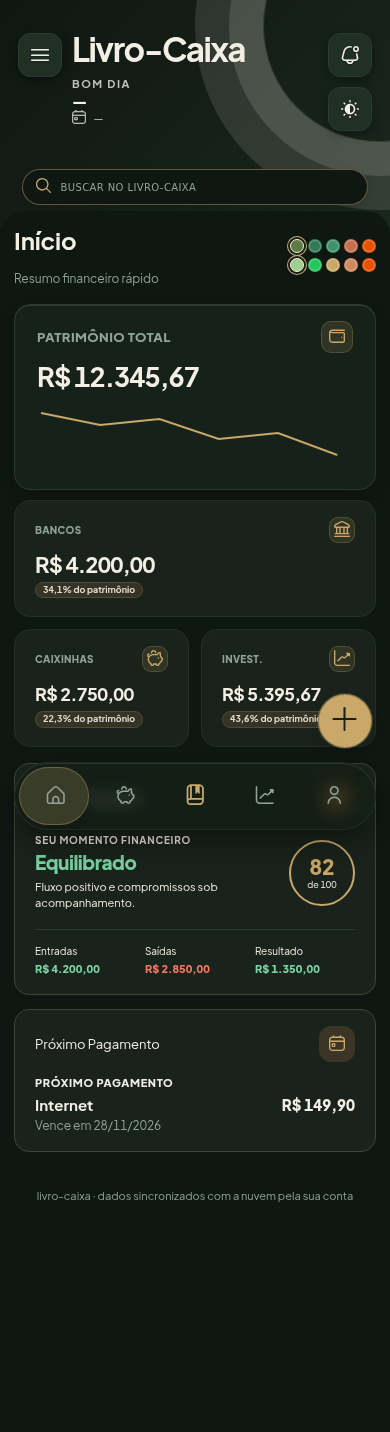 Livro-Caixa
BOM DIA
—
—
BUSCAR NO LIVRO-CAIXA
Início
Resumo financeiro rápido
PATRIMÔNIO TOTAL
R$ 12.345,67
BANCOS
R$ 4.200,00
34,1% do patrimônio
CAIXINHAS
R$ 2.750,00
22,3% do patrimônio
INVEST.
R$ 5.395,67
43,6% do patrimônio
SEU MOMENTO FINANCEIRO
Equilibrado
Fluxo positivo e compromissos sob
acompanhamento.
82
de 100
Entradas
R$ 4.200,00
Saídas
R$ 2.850,00
Resultado
R$ 1.350,00
Próximo Pagamento
PRÓXIMO PAGAMENTO
Internet
R$ 149,90
Vence em 28/11/2026
livro-caixa · dados sincronizados com a nuvem pela sua conta